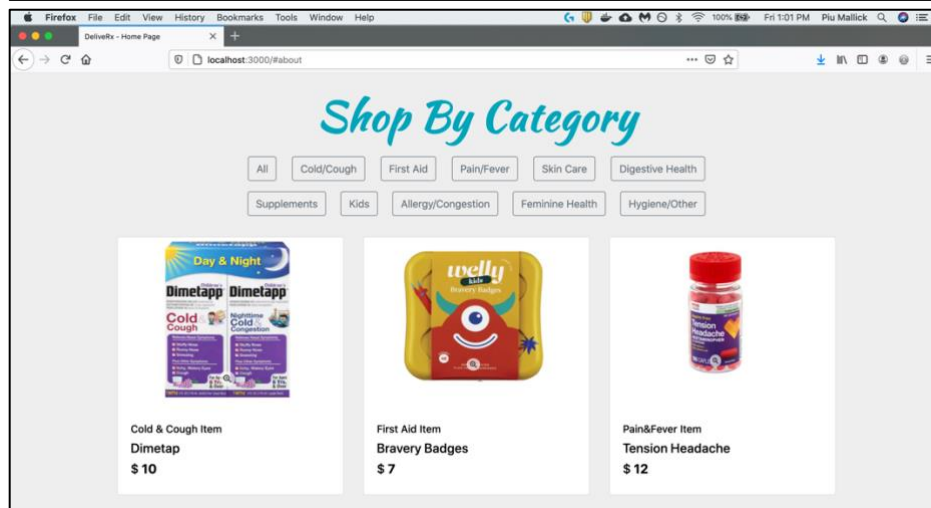 Firefox File Edit View History Bookmarks Tools Window Help 100% Fri 1:01 PM Piu Mallick
DeliveRx - Home Page
localhost:3000/#about
Shop By Category
All Cold/Cough First Aid Pain/Fever Skin Care Digestive Health
Supplements Kids Allergy/Congestion Feminine Health Hygiene/Other
Day & Night
Children's Children's
Dimetapp Dimetapp
Cold & Cough
Nighttime Cold & Congestion
welly
kids
Bravery Badges
Tension
Headache
Cold & Cough Item
Dimetap
$ 10
First Aid Item
Bravery Badges
$ 7
Pain&Fever Item
Tension Headache
$ 12